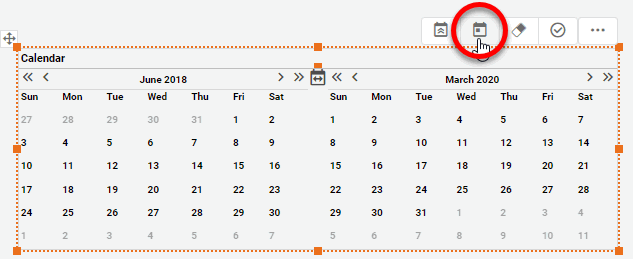 Calendar
June 2018 March 2020
Sun Mon Tue Wed Thu Fri Sat Sun Mon Tue Wed Thu Fri Sat
27 28 29 30 31 1 2 1 2 3 4 5 6 7
3 4 5 6 7 8 9 8 9 10 11 12 13 14
10 11 12 13 14 15 16 15 16 17 18 19 20 21
17 18 19 20 21 22 23 22 23 24 25 26 27 28
24 25 26 27 28 29 30 29 30 31 1 2 3 4
1 2 3 4 5 6 7 5 6 7 8 9 10 11